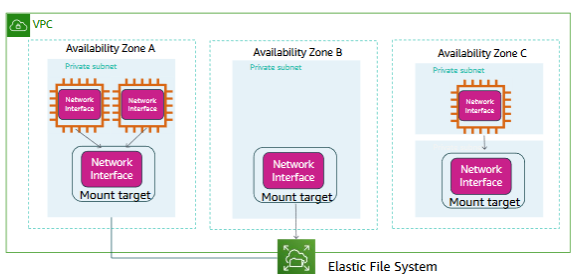 VPC
Availability Zone A
Private subnet
Network
Interface
Network
Interface
Network
Interface
Mount target
Availability Zone B
Private subnet
Network
Interface
Mount target
Availability Zone C
Private subnet
Network
Interface
Network
Interface
Mount target
Elastic File System